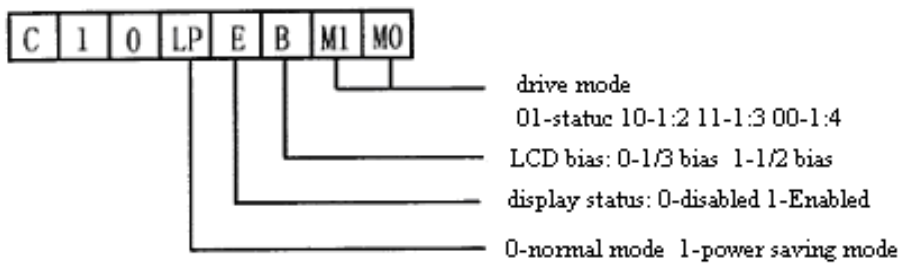 C 1 0 LP E B M1 M0
drive mode
01-statuc 10-1:2 11-1:3 00-1:4
LCD bias: 0-1/3 bias 1-1/2 bias
display status: 0-disabled 1-Enabled
0-normal mode 1-power saving mode